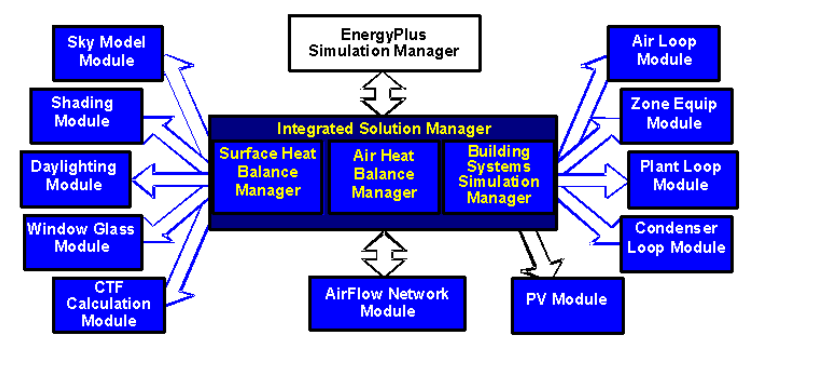 EnergyPlus
Simulation Manager
Sky Model
Module
Shading
Module
Daylighting
Module
Window Glass
Module
CTF
Calculation
Module
Integrated Solution Manager
Surface Heat
Balance
Manager
Air Heat
Balance
Manager
Building
Systems
Simulation
Manager
Air Loop
Module
Zone Equip
Module
Plant Loop
Module
Condenser
Loop Module
AirFlow Network
Module
PV Module